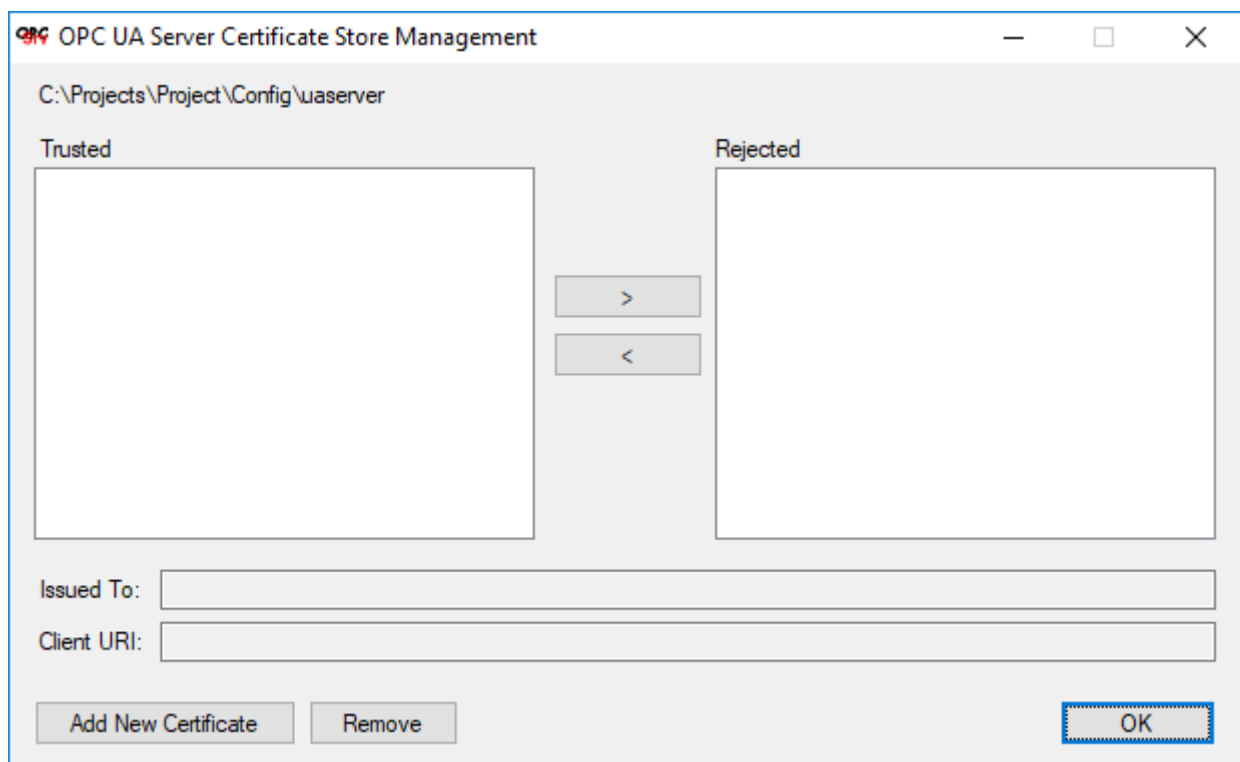 OPC UA Server Certificate Store Management
C:\Projects\Project\Config\uaserver
Trusted
Rejected
>
<
Issued To:
Client URI:
Add New Certificate
Remove
OK